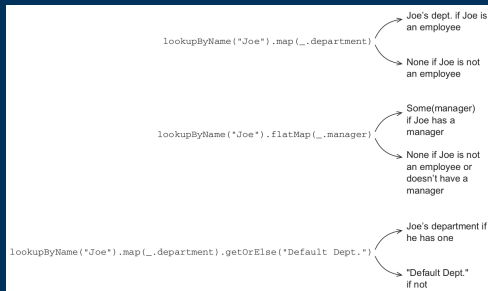 Joe's dept. if Joe is
an employee
lookupByName("Joe").map(_.department)
None if Joe is not
an employee
Some(manager)
if Joe has a
manager
lookupByName("Joe").flatMap(_.manager)
None if Joe is not
an employee or
doesn't have a
manager
Joe's department if
he has one
lookupByName("Joe").map(_.department).getOrElse("Default Dept.")
"Default Dept."
if not